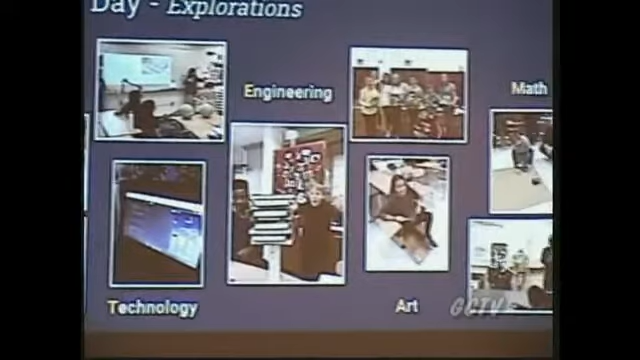 Day - Explorations
Engineering
Math
Technology
Art
GCTV